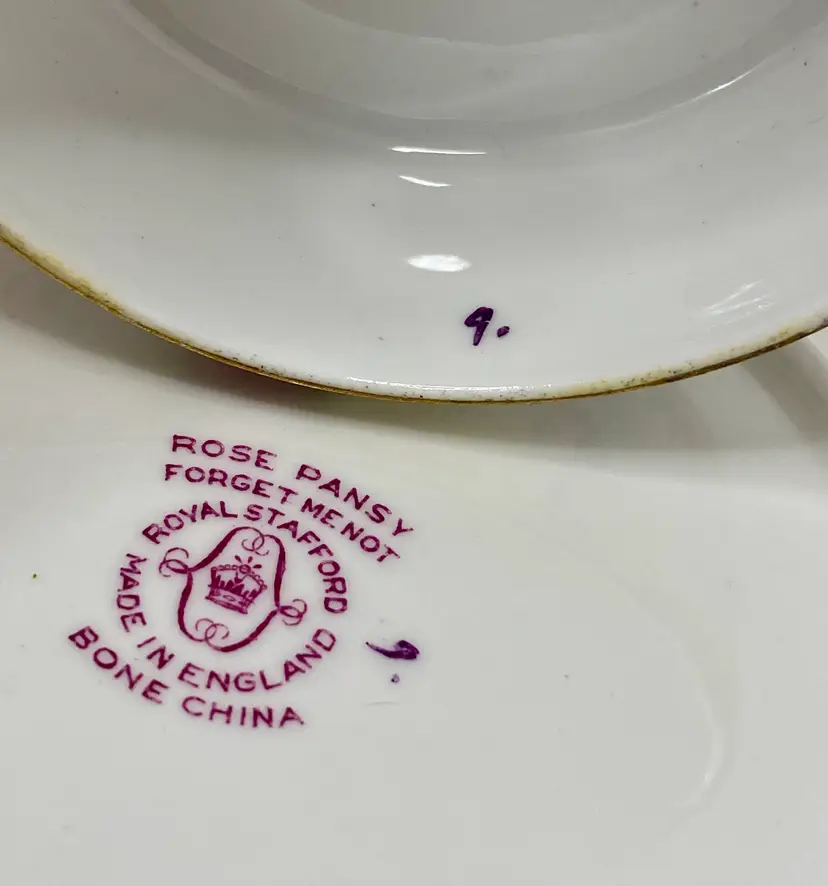 9.
ROSE PANSY
FORGET ME NOT
ROYAL STAFFORD
MADE IN ENGLAND
BONE CHINA